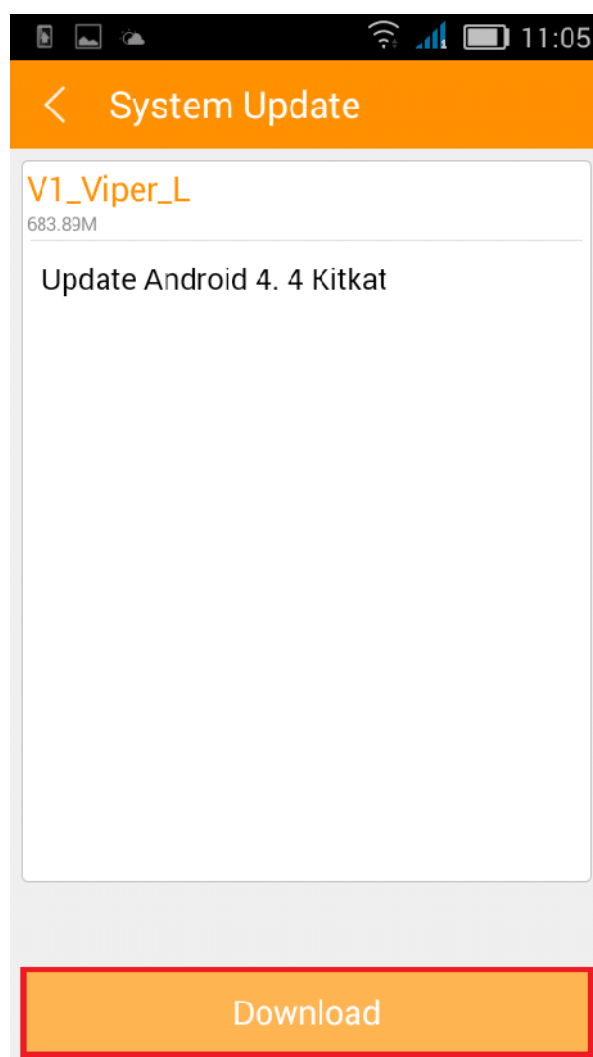 11:05
System Update
V1_Viper_L
683.89M
Update Android 4. 4 Kitkat
Download